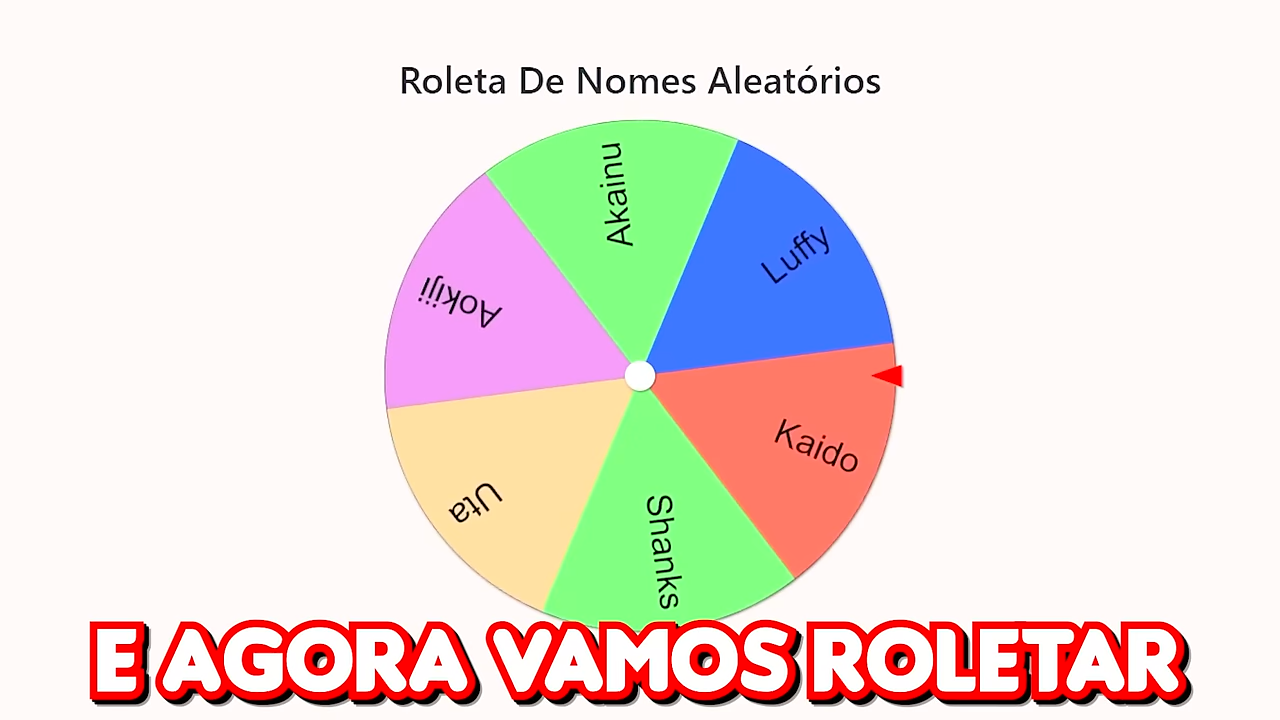 Roleta De Nomes Aleatórios
Akainu
Luffy
Aokiji
Kaido
Uta
Shanks
E AGORA VAMOS ROLETAR